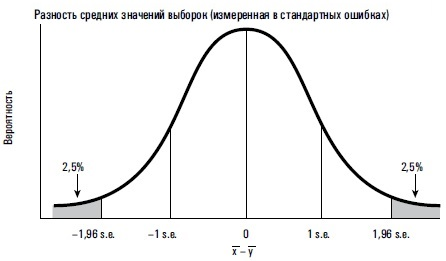 Разность средних значений выборок (измеренная в стандартных ошибках)
Вероятность
2,5%
2,5%
−1,96 s.e.
−1 s.e.
0
1 s.e.
1,96 s.e.
x̅ − y̅